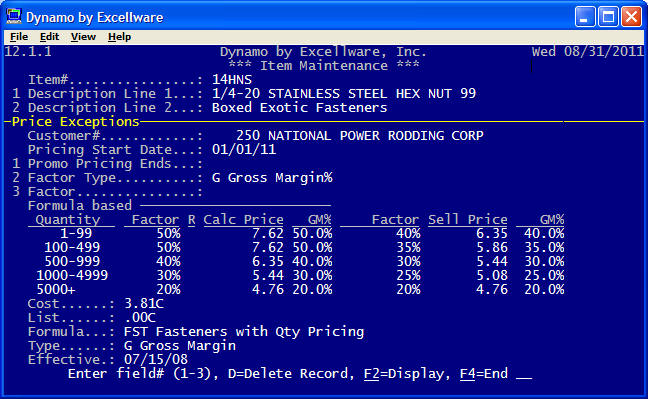 Dynamo by Excellware
File Edit View Help
12.1.1 Dynamo by Excellware, Inc. Wed 08/31/2011
*** Item Maintenance ***
Item#................: 14HNS
1 Description Line 1...: 1/4-20 STAINLESS STEEL HEX NUT 99
2 Description Line 2...: Boxed Exotic Fasteners
Price Exceptions
Customer#............: 250 NATIONAL POWER RODDING CORP
Pricing Start Date...: 01/01/11
1 Promo Pricing Ends...:
2 Factor Type..........: G Gross Margin%
3 Factor...............:
Formula based
Quantity Factor R Calc Price GM% Factor Sell Price GM%
1-99 50% 7.62 50.0% 40% 6.35 40.0%
100-499 50% 7.62 50.0% 35% 5.86 35.0%
500-999 40% 6.35 40.0% 30% 5.44 30.0%
1000-4999 30% 5.44 30.0% 25% 5.08 25.0%
5000+ 20% 4.76 20.0% 20% 4.76 20.0%
Cost......: 3.81C
List......: .00C
Formula...: FST Fasteners with Qty Pricing
Type......: G Gross Margin
Effective.: 07/15/08
Enter field# (1-3), D=Delete Record, F2=Display, F4=End __